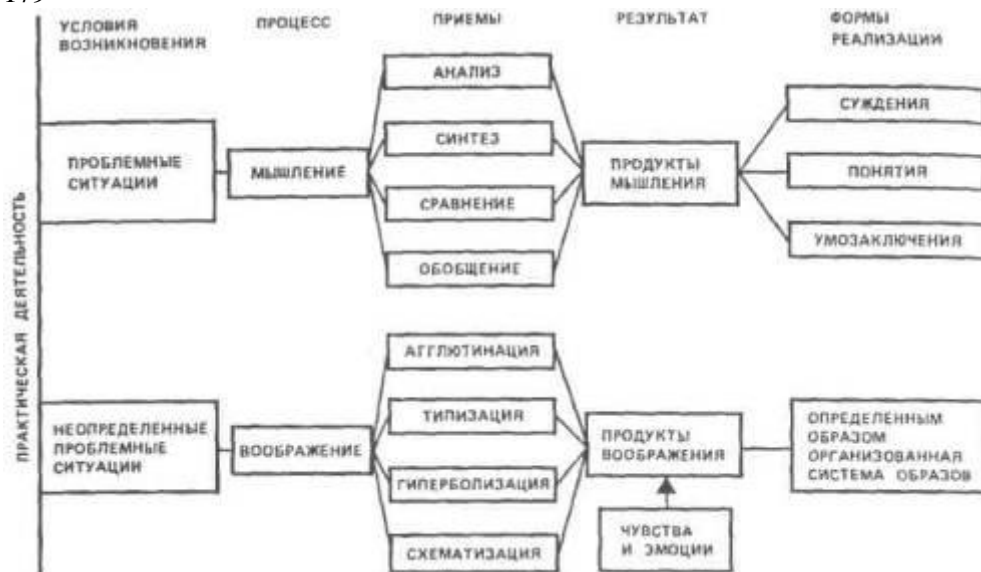 179
УСЛОВИЯ
ВОЗНИКНОВЕНИЯ
ПРОЦЕСС
ПРИЕМЫ
РЕЗУЛЬТАТ
ФОРМЫ
РЕАЛИЗАЦИИ
ПРАКТИЧЕСКАЯ ДЕЯТЕЛЬНОСТЬ
ПРОБЛЕМНЫЕ
СИТУАЦИИ
МЫШЛЕНИЕ
АНАЛИЗ
СИНТЕЗ
СРАВНЕНИЕ
ОБОБЩЕНИЕ
ПРОДУКТЫ
МЫШЛЕНИЯ
СУЖДЕНИЯ
ПОНЯТИЯ
УМОЗАКЛЮЧЕНИЯ
НЕОПРЕДЕЛЕННЫЕ
ПРОБЛЕМНЫЕ
СИТУАЦИИ
ВООБРАЖЕНИЕ
АГГЛЮТИНАЦИЯ
ТИПИЗАЦИЯ
ГИПЕРБОЛИЗАЦИЯ
СХЕМАТИЗАЦИЯ
ПРОДУКТЫ
ВООБРАЖЕНИЯ
ЧУВСТВА
И ЭМОЦИИ
ОПРЕДЕЛЕННЫМ
ОБРАЗОМ
ОРГАНИЗОВАННАЯ
СИСТЕМА ОБРАЗОВ